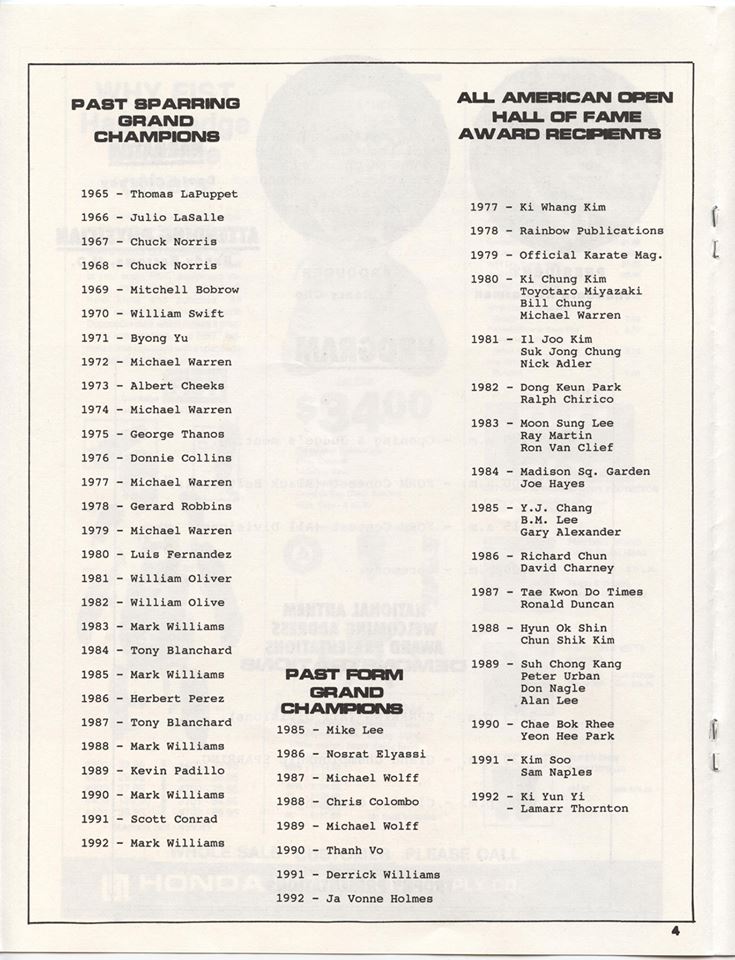 PAST SPARRING
GRAND
CHAMPIONS
1965 - Thomas LaPuppet
1966 - Julio LaSalle
1967 - Chuck Norris
1968 - Chuck Norris
1969 - Mitchell Bobrow
1970 - William Swift
1971 - Byong Yu
1972 - Michael Warren
1973 - Albert Cheeks
1974 - Michael Warren
1975 - George Thanos
1976 - Donnie Collins
1977 - Michael Warren
1978 - Gerard Robbins
1979 - Michael Warren
1980 - Luis Fernandez
1981 - William Oliver
1982 - William Olive
1983 - Mark Williams
1984 - Tony Blanchard
1985 - Mark Williams
1986 - Herbert Perez
1987 - Tony Blanchard
1988 - Mark Williams
1989 - Kevin Padillo
1990 - Mark Williams
1991 - Scott Conrad
1992 - Mark Williams
PAST FORM
GRAND
CHAMPIONS
1985 - Mike Lee
1986 - Nosrat Elyassi
1987 - Michael Wolff
1988 - Chris Colombo
1989 - Michael Wolff
1990 - Thanh Vo
1991 - Derrick Williams
1992 - Ja Vonne Holmes
ALL AMERICAN OPEN
HALL OF FAME
AWARD RECIPIENTS
1977 - Ki Whang Kim
1978 - Rainbow Publications
1979 - Official Karate Mag.
1980 - Ki Chung Kim
Toyotaro Miyazaki
Bill Chung
Michael Warren
1981 - Il Joo Kim
Suk Jong Chung
Nick Adler
1982 - Dong Keun Park
Ralph Chirico
1983 - Moon Sung Lee
Ray Martin
Ron Van Clief
1984 - Madison Sq. Garden
Joe Hayes
1985 - Y.J. Chang
B.M. Lee
Gary Alexander
1986 - Richard Chun
David Charney
1987 - Tae Kwon Do Times
Ronald Duncan
1988 - Hyun Ok Shin
Chun Shik Kim
1989 - Suh Chong Kang
Peter Urban
Don Nagle
Alan Lee
1990 - Chae Bok Rhee
Yeon Hee Park
1991 - Kim Soo
Sam Naples
1992 - Ki Yun Yi
- Lamarr Thornton
4